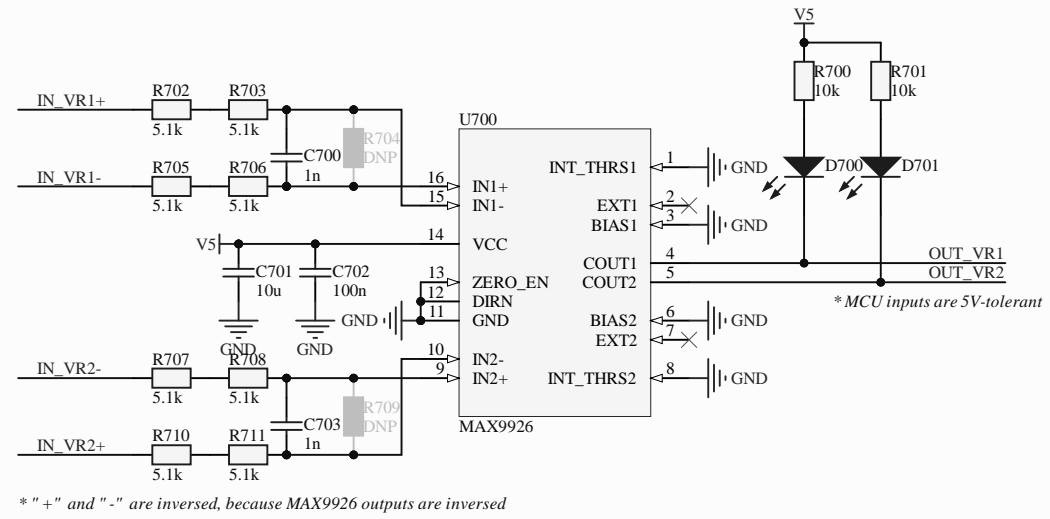 V5
R700
10k
R701
10k
IN_VR1+
R702
5.1k
R703
5.1k
R704
DNP
C700
1n
IN_VR1-
R705
5.1k
R706
5.1k
U700
16 IN1+
15 IN1-
14 VCC
13 ZERO_EN
12 DIRN
11 GND
10 IN2-
9 IN2+
INT_THRS1 1 GND
EXT1 2
BIAS1 3 GND
COUT1 4 OUT_VR1
COUT2 5 OUT_VR2
BIAS2 6 GND
EXT2 7
INT_THRS2 8 GND
MAX9926
D700
D701
* MCU inputs are 5V-tolerant
V5
C701
10u
C702
100n
GND
GND
GND
IN_VR2-
R707
5.1k
R708
5.1k
R709
DNP
C703
1n
IN_VR2+
R710
5.1k
R711
5.1k
* "+" and "-" are inversed, because MAX9926 outputs are inversed